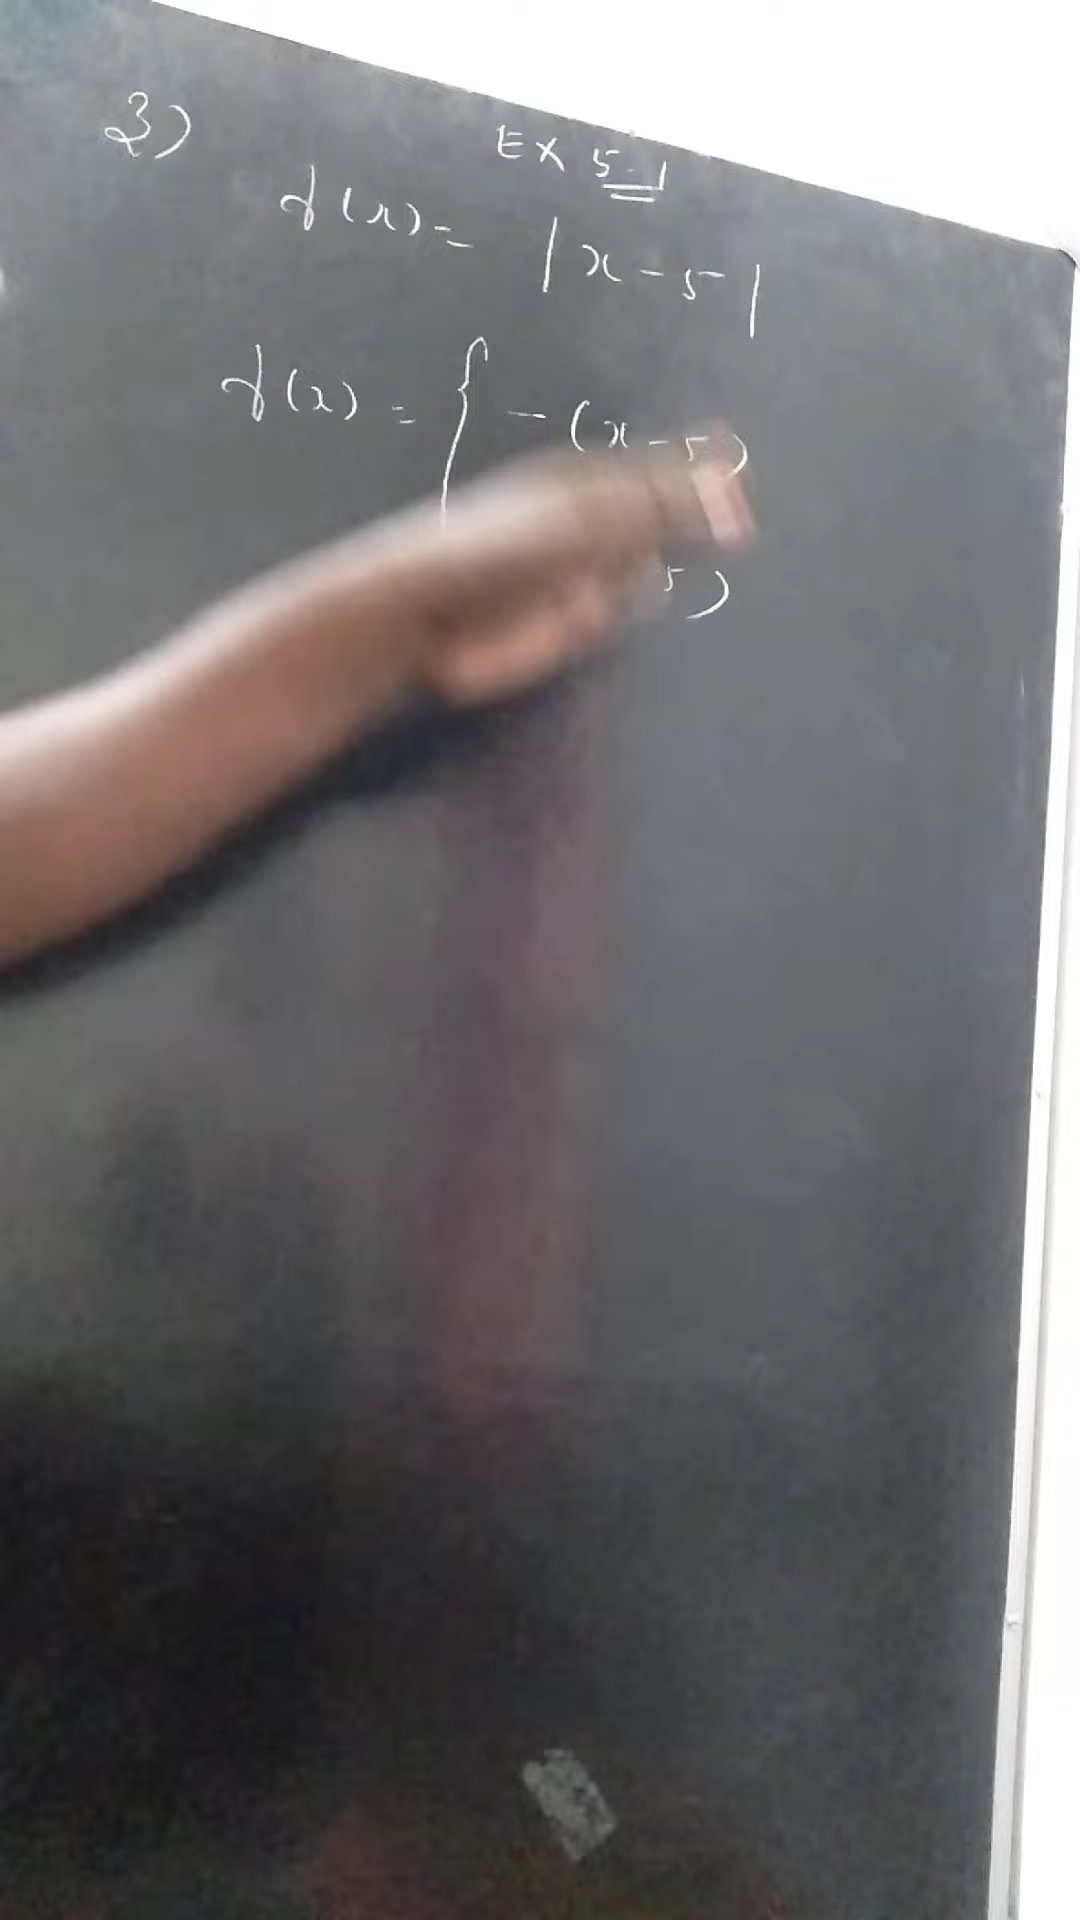 3)
EX 5.1
f(x) = |x-5|
f(x) = { -(x-5)
5)